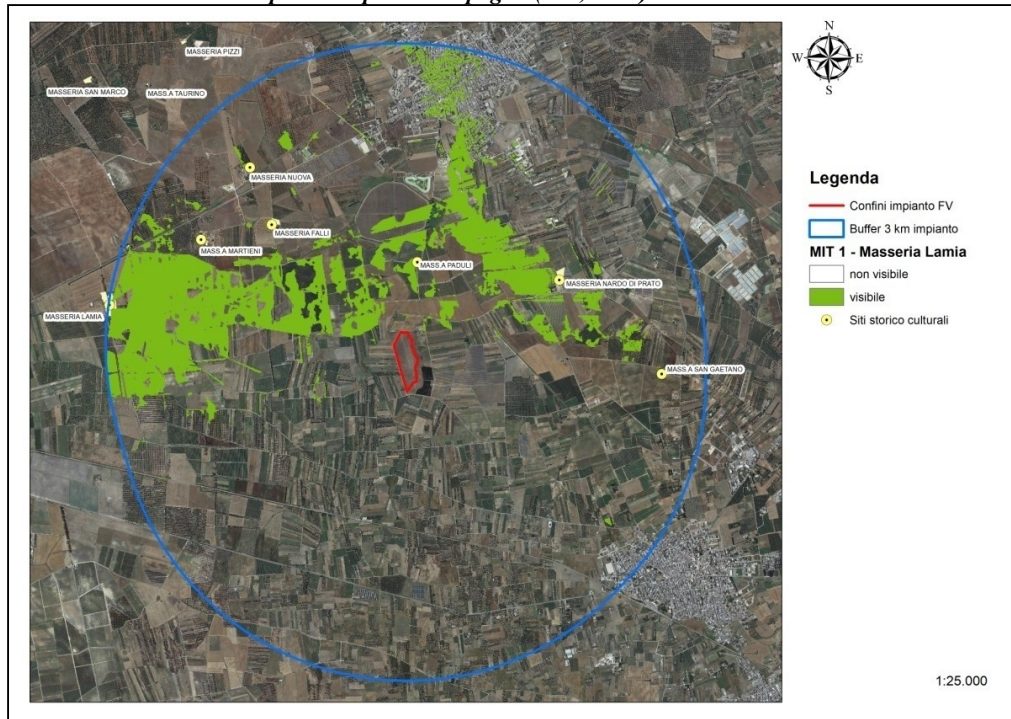 N
W E
S
MASSERIA PIZZI
MASSERIA SAN MARCO
MASS.A TAURINO
MASSERIA NUOVA
MASSERIA FALLI
MASS.A MARTIENI
MASS.A PADULI
MASSERIA NARDO DI PRATO
MASSERIA LAMIA
MASS.A SAN GAETANO
Legenda
Confini impianto FV
Buffer 3 km impianto
MIT 1 - Masseria Lamia
non visibile
visibile
Siti storico culturali
1:25.000